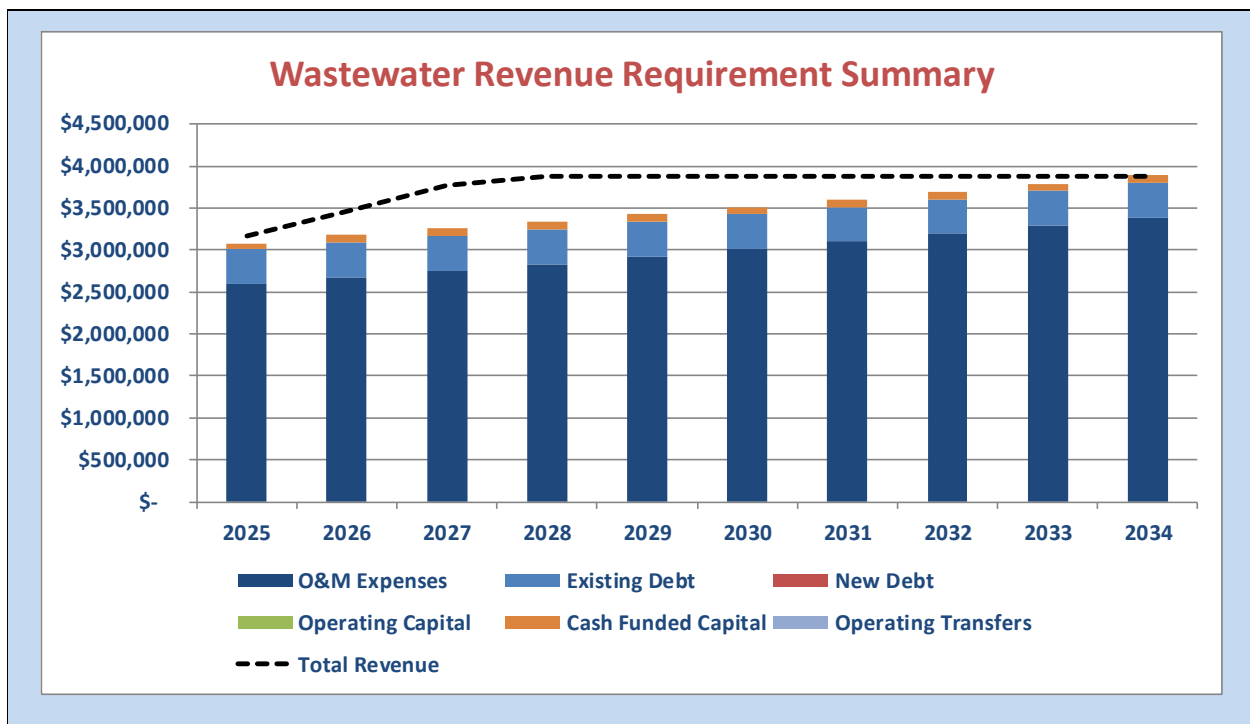 Wastewater Revenue Requirement Summary
$4,500,000
$4,000,000
$3,500,000
$3,000,000
$2,500,000
$2,000,000
$1,500,000
$1,000,000
$500,000
$-
2025 2026 2027 2028 2029 2030 2031 2032 2033 2034
O&M Expenses Existing Debt New Debt
Operating Capital Cash Funded Capital Operating Transfers
Total Revenue